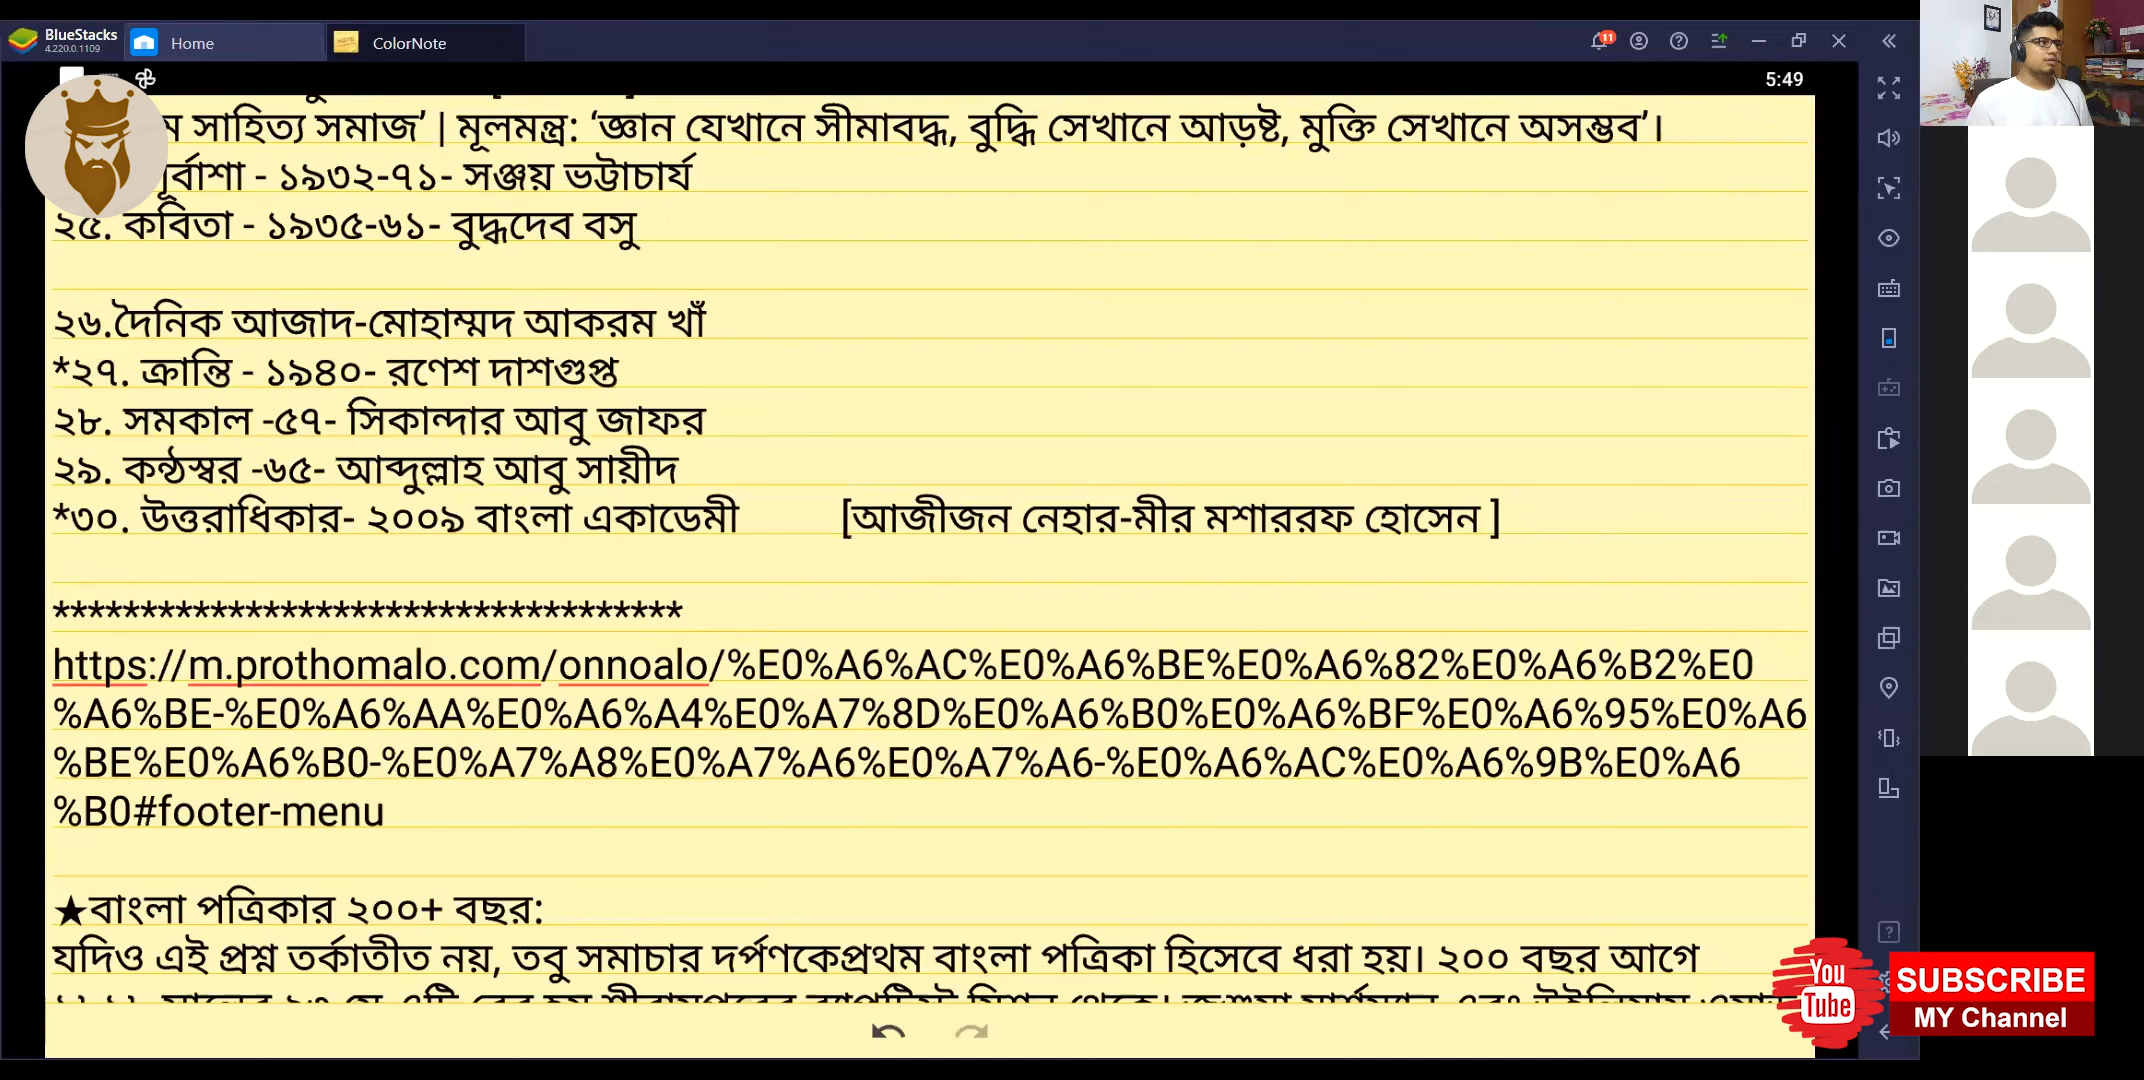 BlueStacks
4.220.0.1109
Home
ColorNote
11
5:49
ম সাহিত্য সমাজ’ | মূলমন্ত্র: ‘জ্ঞান যেখানে সীমাবদ্ধ, বুদ্ধি সেখানে আড়ষ্ট, মুক্তি সেখানে অসম্ভব’।
পূর্বাশা - ১৯৩২-৭১- সঞ্জয় ভট্টাচার্য
২৫. কবিতা - ১৯৩৫-৬১- বুদ্ধদেব বসু
২৬.দৈনিক আজাদ-মোহাম্মদ আকরম খাঁ
*২৭. ক্রান্তি - ১৯৪০- রণেশ দাশগুপ্ত
২৮. সমকাল -৫৭- সিকান্দার আবু জাফর
২৯. কন্ঠস্বর -৬৫- আব্দুল্লাহ আবু সায়ীদ
*৩০. উত্তরাধিকার- ২০০৯ বাংলা একাডেমী [আজীজন নেহার-মীর মশাররফ হোসেন ]
************************************
https://m.prothomalo.com/onnoalo/%E0%A6%AC%E0%A6%BE%E0%A6%82%E0%A6%B2%E0
%A6%BE-%E0%A6%AA%E0%A6%A4%E0%A7%8D%E0%A6%B0%E0%A6%BF%E0%A6%95%E0%A6
%BE%E0%A6%B0-%E0%A7%A8%E0%A7%A6%E0%A7%A6-%E0%A6%AC%E0%A6%9B%E0%A6
%B0#footer-menu
★বাংলা পত্রিকার ২০০+ বছর:
যদিও এই প্রশ্ন তর্কাতীত নয়, তবু সমাচার দর্পণকেপ্রথম বাংলা পত্রিকা হিসেবে ধরা হয়। ২০০ বছর আগে
You
Tube
SUBSCRIBE
MY Channel